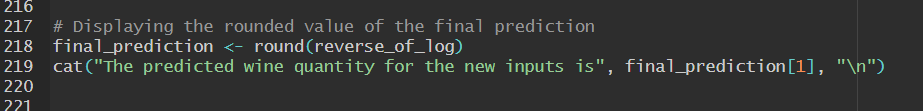 216
217 # Displaying the rounded value of the final prediction
218 final_prediction <- round(reverse_of_log)
219 cat("The predicted wine quantity for the new inputs is", final_prediction[1], "\n")
220
221